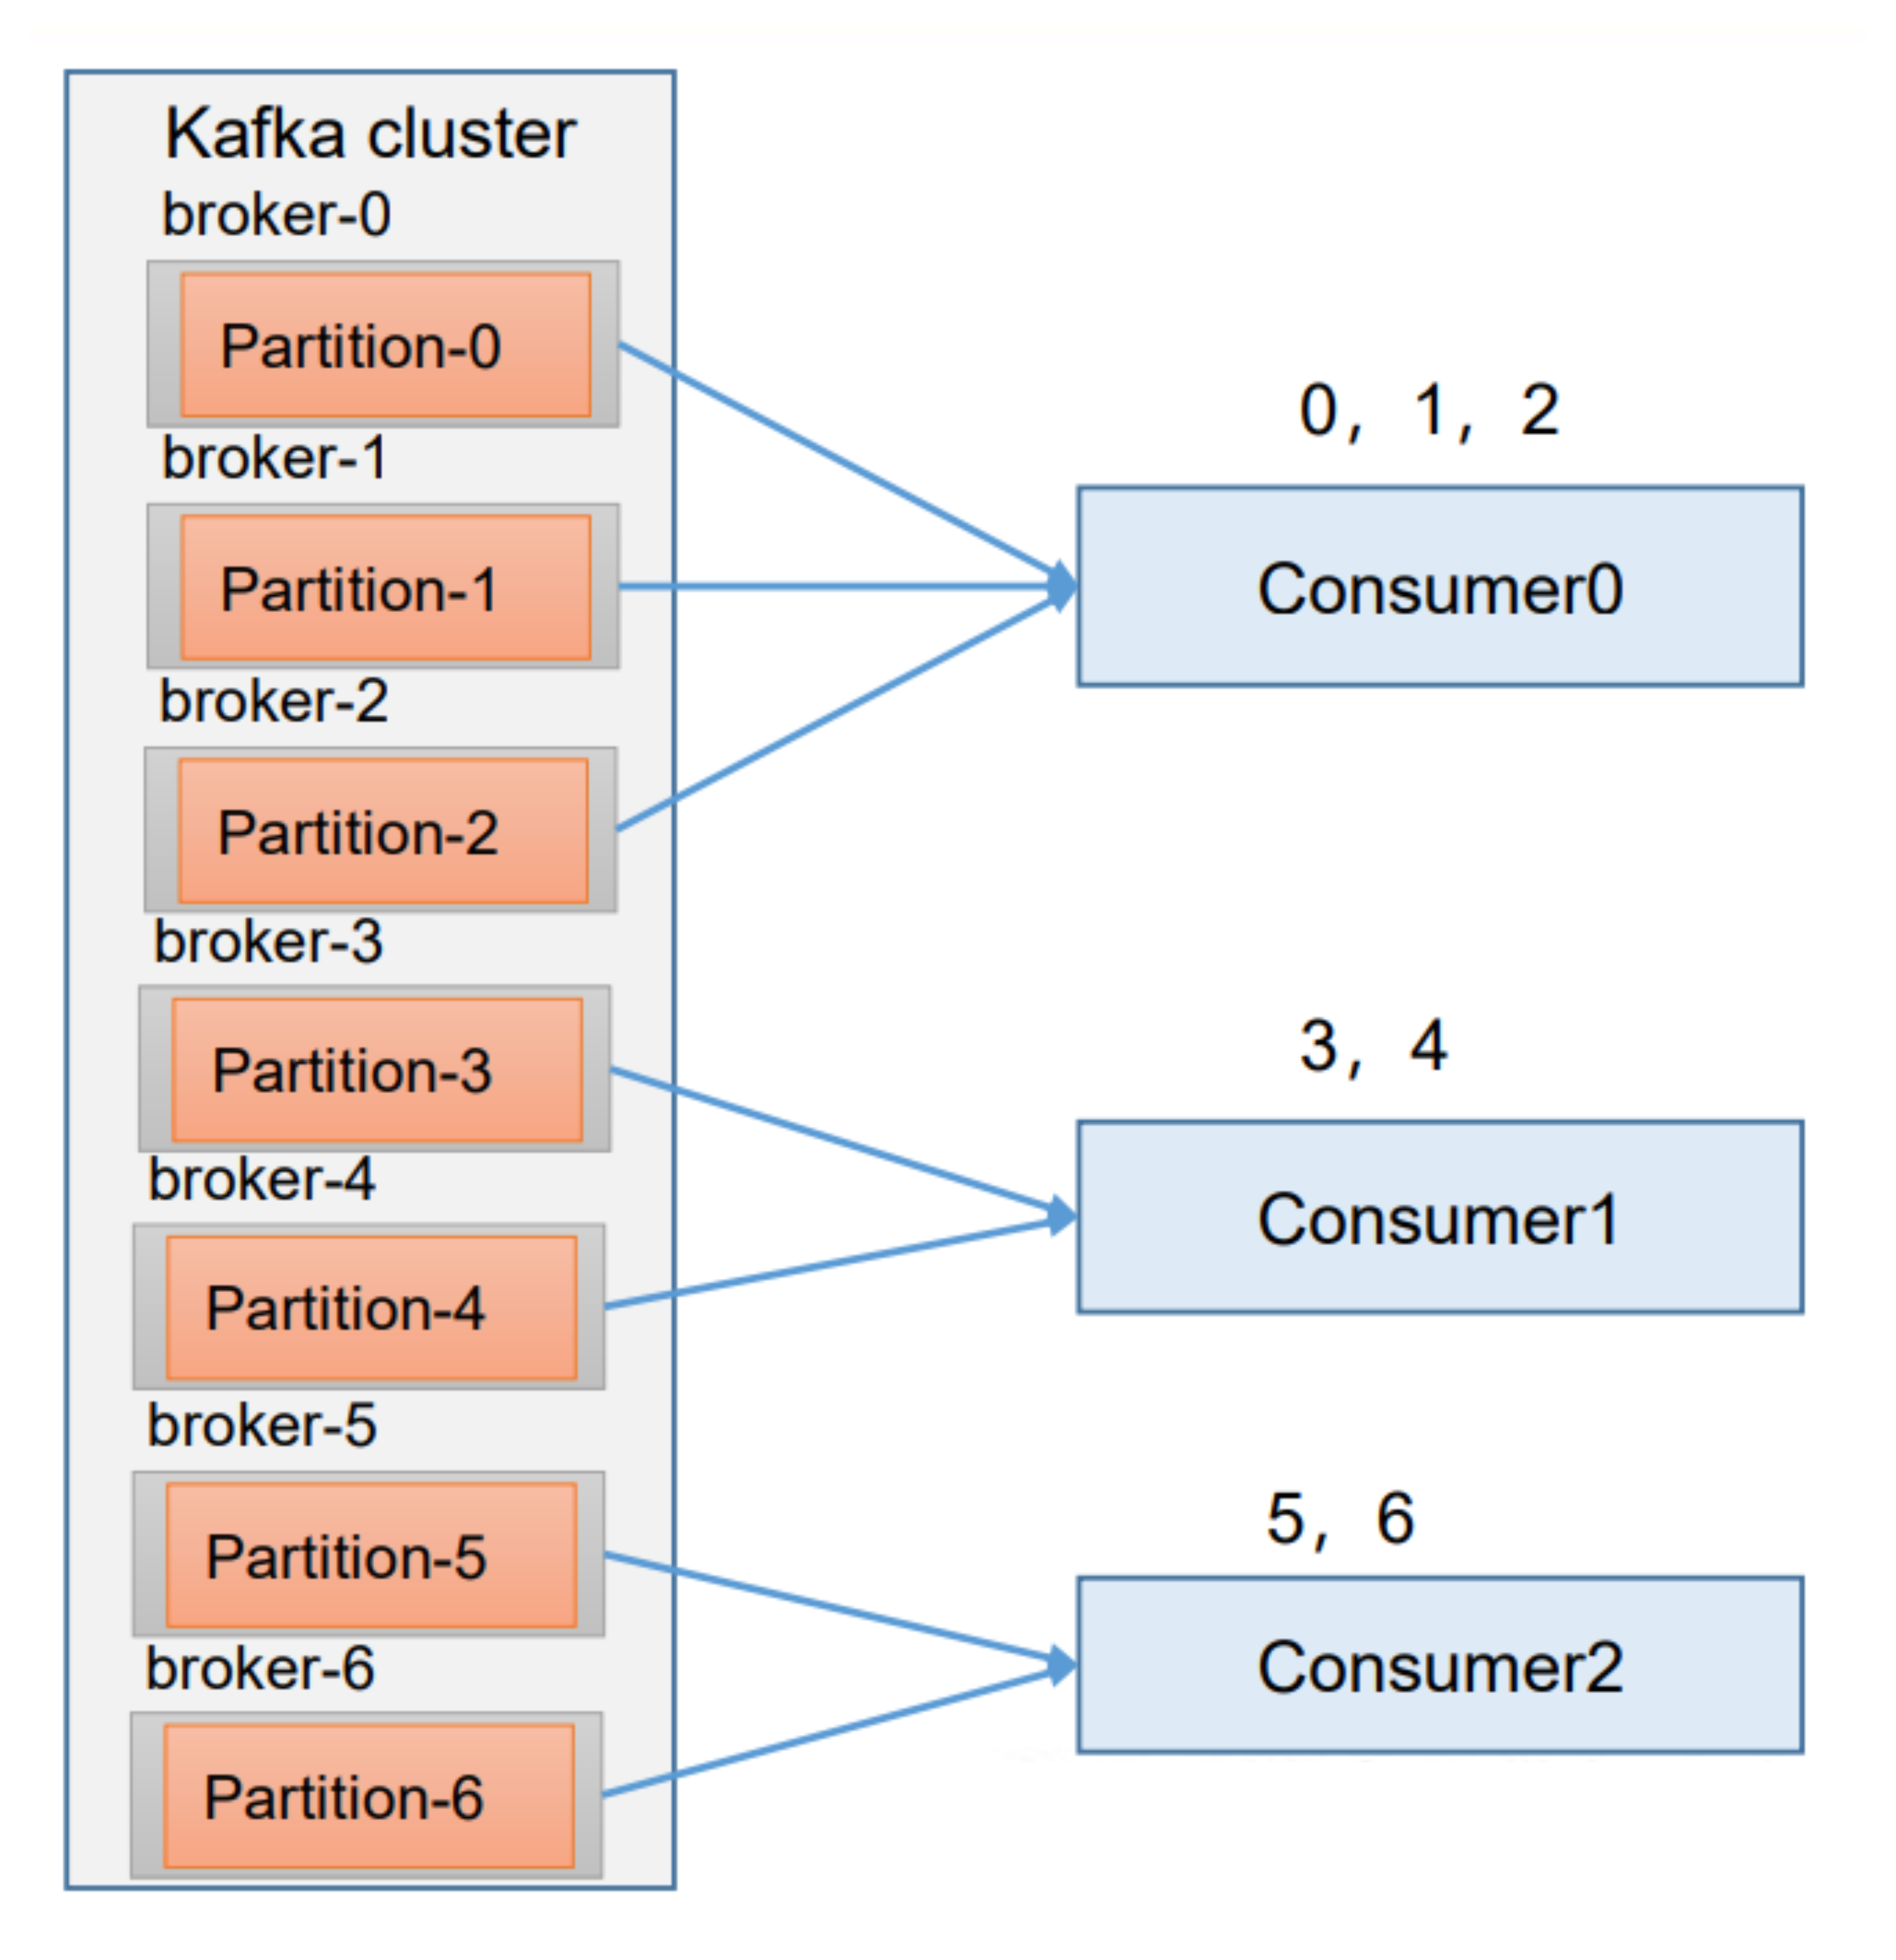 Kafka cluster
broker-0
Partition-0
broker-1
Partition-1
broker-2
Partition-2
broker-3
Partition-3
broker-4
Partition-4
broker-5
Partition-5
broker-6
Partition-6
0, 1, 2
Consumer0
3, 4
Consumer1
5, 6
Consumer2